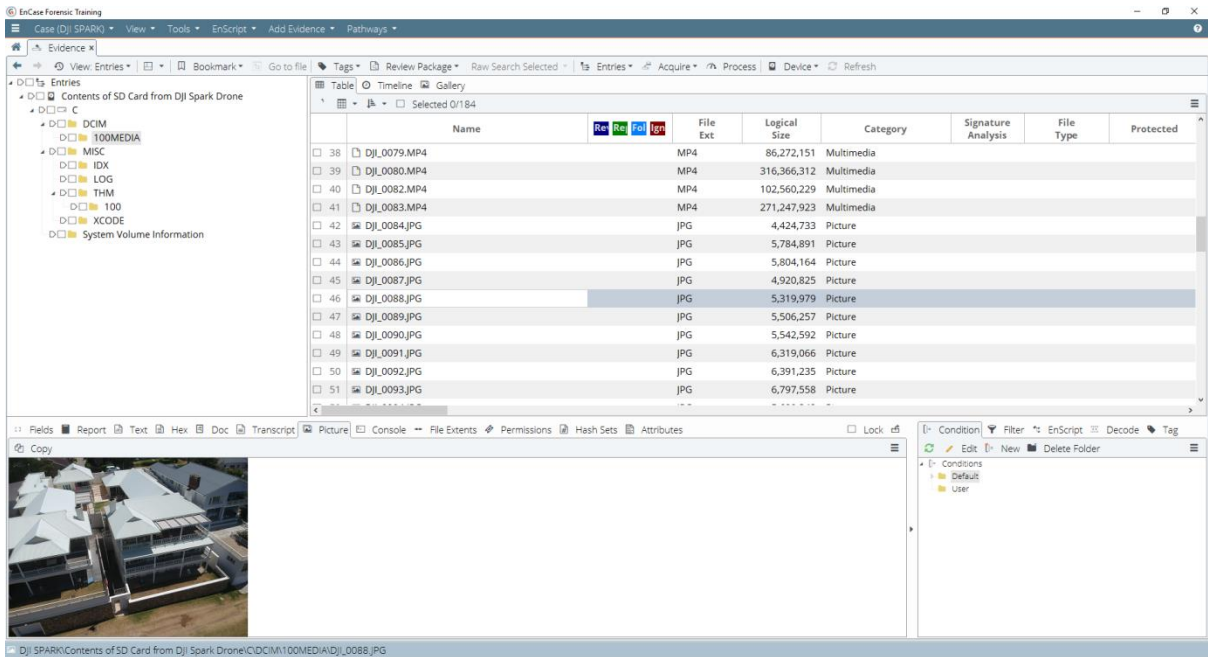 EnCase Forensic Training
Case (DJI SPARK) View Tools EnScript Add Evidence Pathways
Evidence x
View: Entries Bookmark Go to file Tags Review Package Raw Search Selected Entries Acquire Process Device Refresh
Entries
Contents of SD Card from DJI Spark Drone
C
DCIM
100MEDIA
MISC
IDX
LOG
THM
100
XCODE
System Volume Information
Table Timeline Gallery
Selected 0/184
Name Rev Rej Fol Ign File Ext Logical Size Category Signature Analysis File Type Protected
38 DJI_0079.MP4 MP4 86,272,151 Multimedia
39 DJI_0080.MP4 MP4 316,366,312 Multimedia
40 DJI_0082.MP4 MP4 102,560,229 Multimedia
41 DJI_0083.MP4 MP4 271,247,923 Multimedia
42 DJI_0084.JPG JPG 4,424,733 Picture
43 DJI_0085.JPG JPG 5,784,891 Picture
44 DJI_0086.JPG JPG 5,804,164 Picture
45 DJI_0087.JPG JPG 4,920,825 Picture
46 DJI_0088.JPG JPG 5,319,979 Picture
47 DJI_0089.JPG JPG 5,506,257 Picture
48 DJI_0090.JPG JPG 5,542,592 Picture
49 DJI_0091.JPG JPG 6,319,066 Picture
50 DJI_0092.JPG JPG 6,391,235 Picture
51 DJI_0093.JPG JPG 6,797,558 Picture
Fields Report Text Hex Doc Transcript Picture Console File Extents Permissions Hash Sets Attributes Lock
Copy
Condition Filter EnScript Decode Tag
Edit New Delete Folder
Conditions
Default
User
DJI SPARK\Contents of SD Card from DJI Spark Drone\C\DCIM\100MEDIA\DJI_0088.JPG